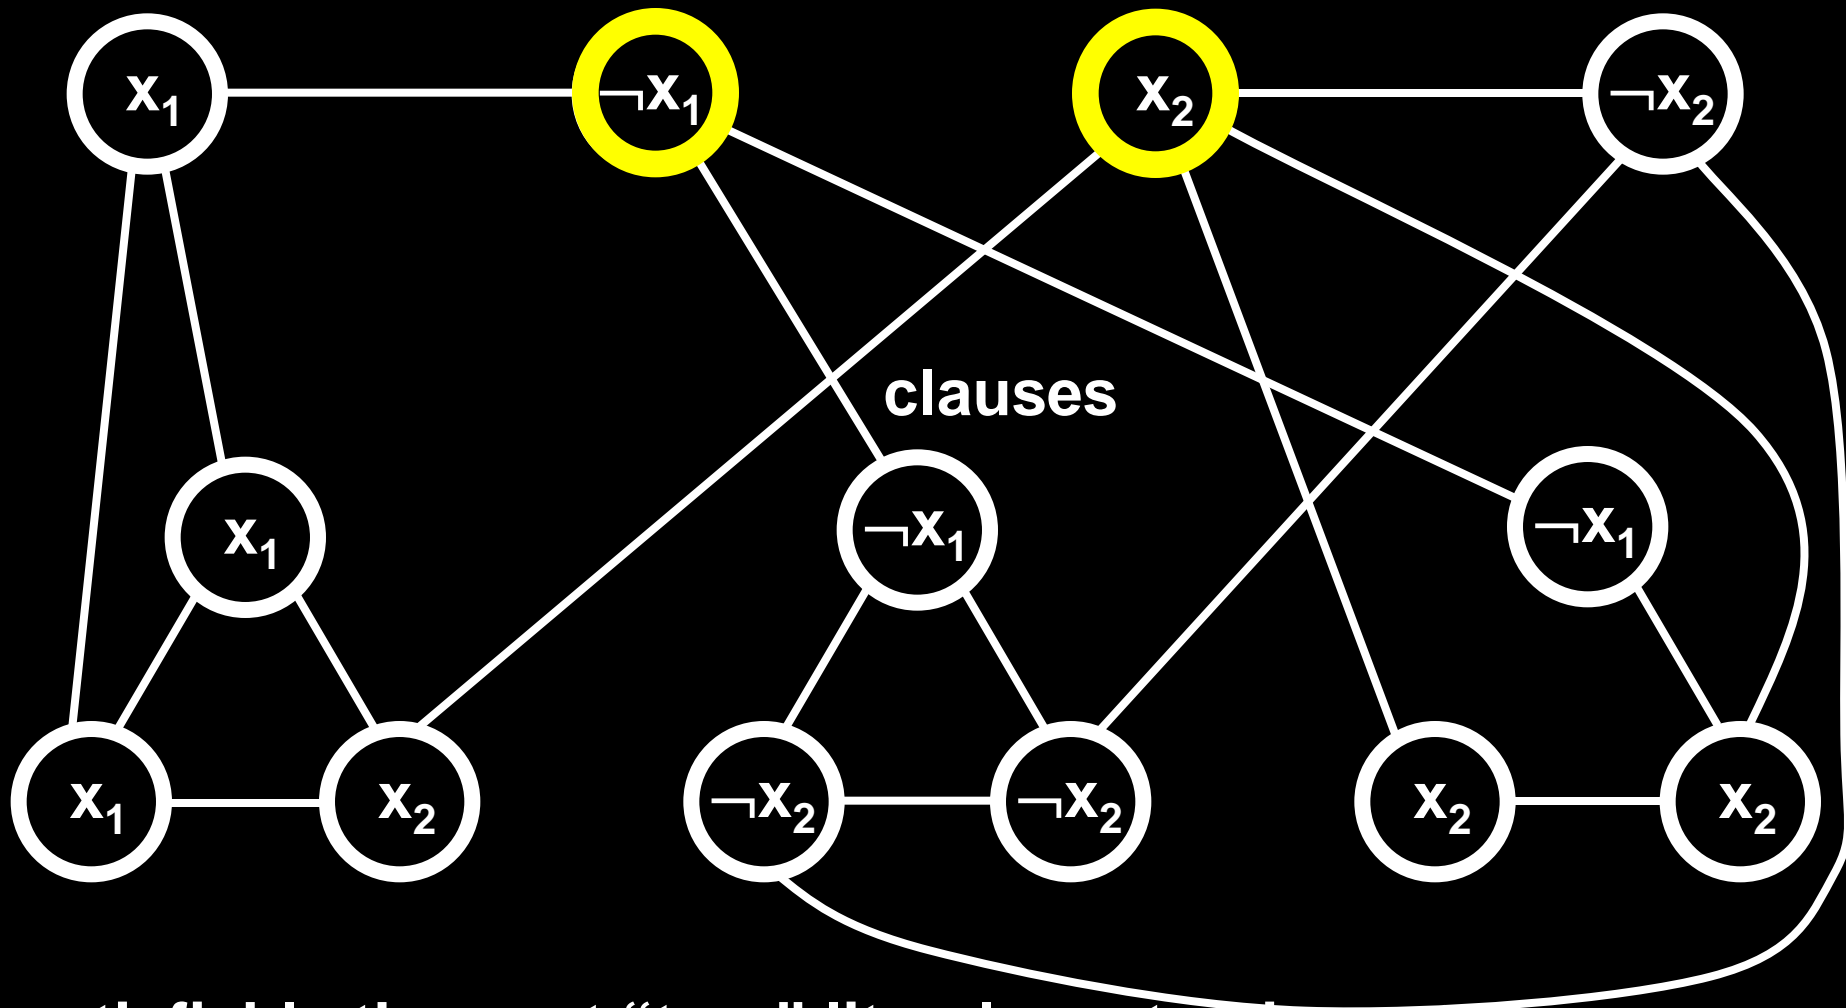 x₁ ¬x₁ x₂ ¬x₂
clauses
x₁ ¬x₁ ¬x₁
x₁ x₂ ¬x₂ ¬x₂ x₂ x₂